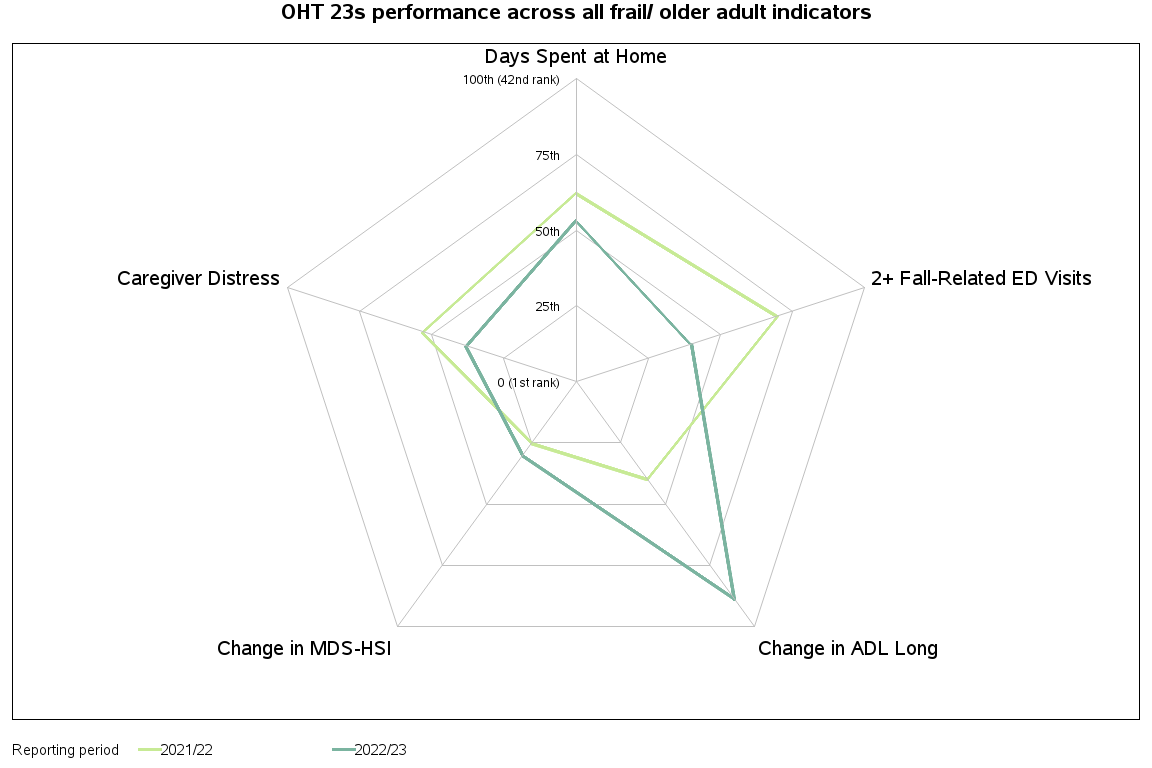 OHT 23s performance across all frail/ older adult indicators
Days Spent at Home
100th (42nd rank)
75th
50th
25th
0 (1st rank)
Caregiver Distress
2+ Fall-Related ED Visits
Change in MDS-HSI
Change in ADL Long
Reporting period 2021/22 2022/23